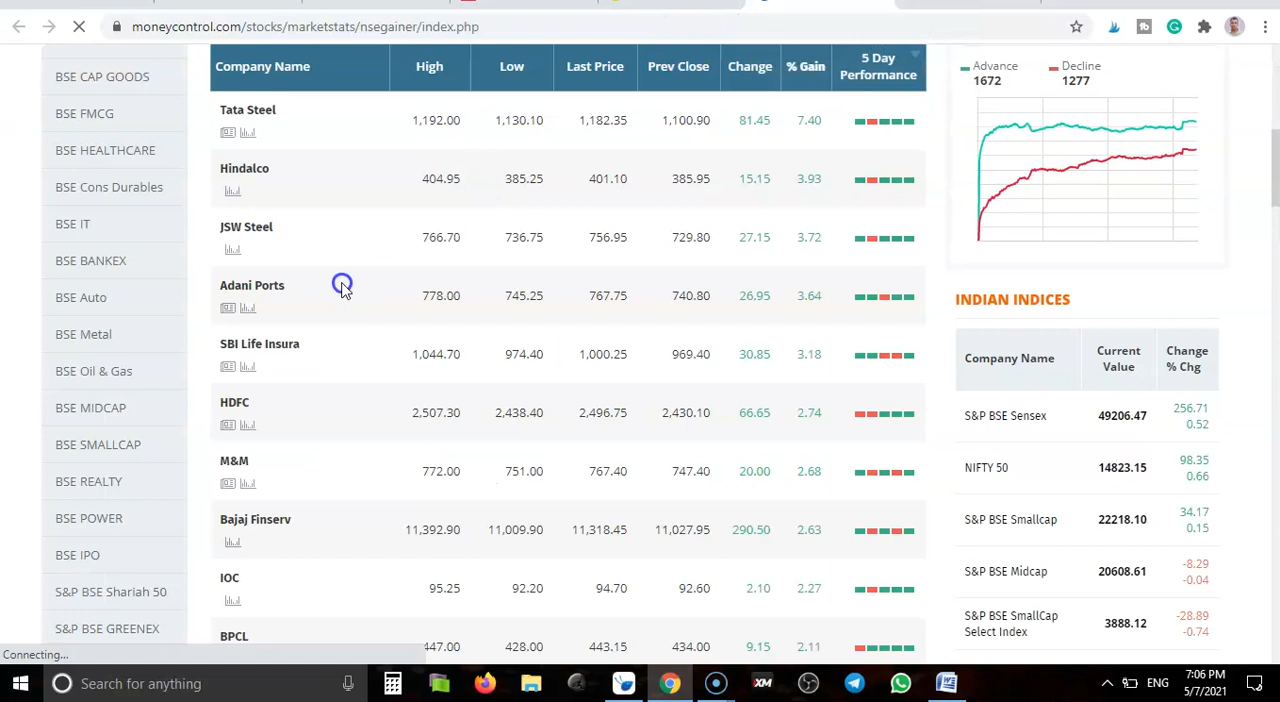 moneycontrol.com/stocks/marketstats/nsegainer/index.php
BSE CAP GOODS
BSE FMCG
BSE HEALTHCARE
BSE Cons Durables
BSE IT
BSE BANKEX
BSE Auto
BSE Metal
BSE Oil & Gas
BSE MIDCAP
BSE SMALLCAP
BSE REALTY
BSE POWER
BSE IPO
S&P BSE Shariah 50
S&P BSE GREENEX
Company Name High Low Last Price Prev Close Change % Gain 5 Day Performance
Tata Steel 1,192.00 1,130.10 1,182.35 1,100.90 81.45 7.40
Hindalco 404.95 385.25 401.10 385.95 15.15 3.93
JSW Steel 766.70 736.75 756.95 729.80 27.15 3.72
Adani Ports 778.00 745.25 767.75 740.80 26.95 3.64
SBI Life Insura 1,044.70 974.40 1,000.25 969.40 30.85 3.18
HDFC 2,507.30 2,438.40 2,496.75 2,430.10 66.65 2.74
M&M 772.00 751.00 767.40 747.40 20.00 2.68
Bajaj Finserv 11,392.90 11,009.90 11,318.45 11,027.95 290.50 2.63
IOC 95.25 92.20 94.70 92.60 2.10 2.27
BPCL 447.00 428.00 443.15 434.00 9.15 2.11
Advance Decline
1672 1277
INDIAN INDICES
Company Name Current Value Change % Chg
S&P BSE Sensex 49206.47 256.71
0.52
NIFTY 50 14823.15 98.35
0.66
S&P BSE Smallcap 22218.10 34.17
0.15
S&P BSE Midcap 20608.61 -8.29
-0.04
S&P BSE SmallCap Select Index 3888.12 -28.89
-0.74
Connecting...
Search for anything
XM
W
ENG
7:06 PM
5/7/2021